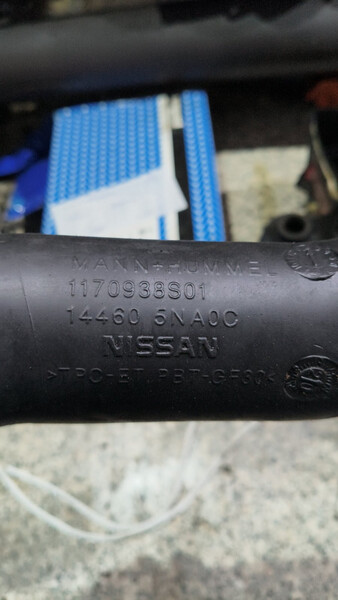 MANN+HUMMEL
1170938S01
14460 5NA0C
NISSAN
>TPC-ET,PBT-GF30<